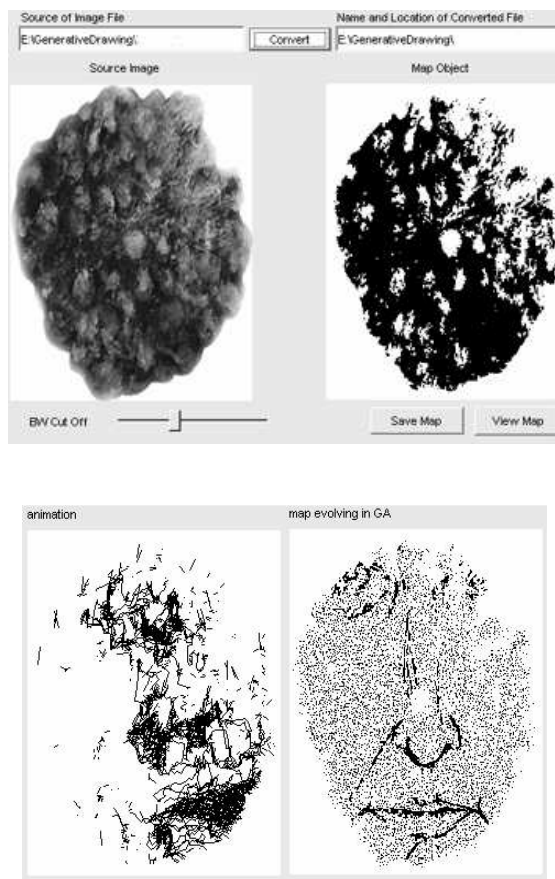 Source of Image File Name and Location of Converted File
E:\GenerativeDrawing\. Convert E:\GenerativeDrawing\
Source Image Map Object
BW Cut Off Save Map View Map
animation map evolving in GA